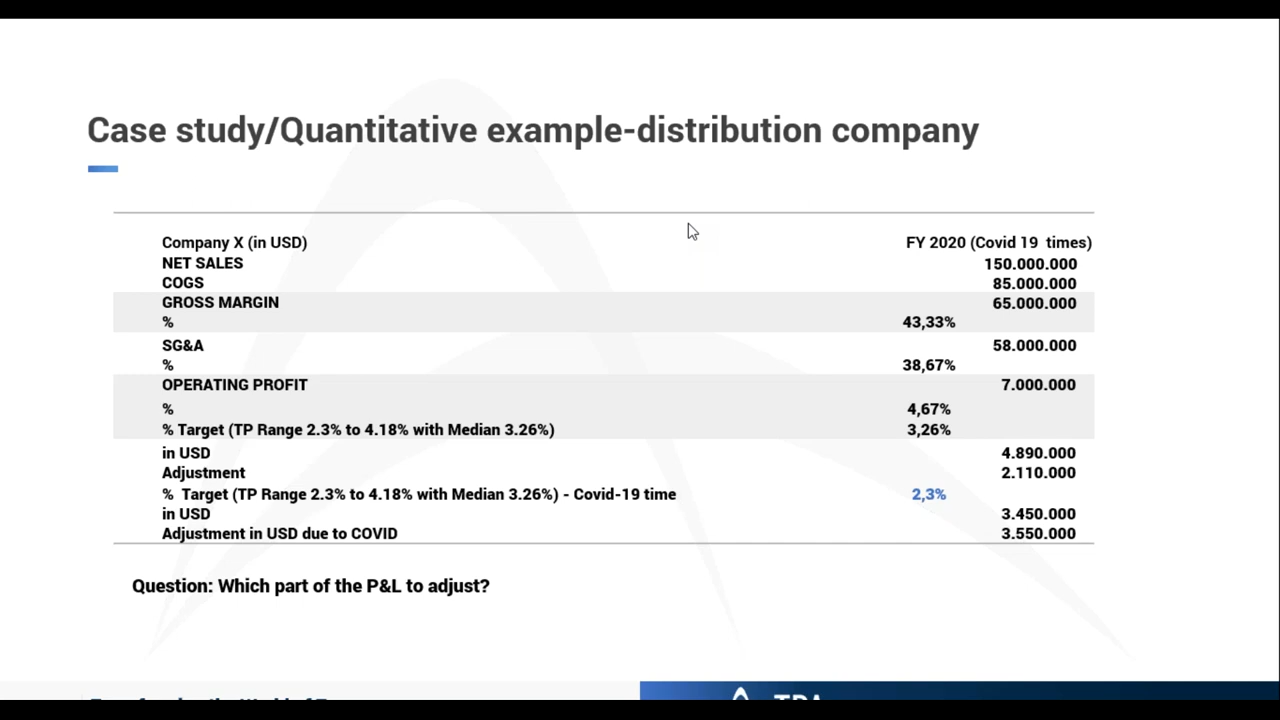 Case study/Quantitative example-distribution company
Company X (in USD) FY 2020 (Covid 19 times)
NET SALES 150.000.000
COGS 85.000.000
GROSS MARGIN 65.000.000
% 43,33%
SG&A 58.000.000
% 38,67%
OPERATING PROFIT 7.000.000
% 4,67%
% Target (TP Range 2.3% to 4.18% with Median 3.26%) 3,26%
in USD 4.890.000
Adjustment 2.110.000
% Target (TP Range 2.3% to 4.18% with Median 3.26%) - Covid-19 time 2,3%
in USD 3.450.000
Adjustment in USD due to COVID 3.550.000
Question: Which part of the P&L to adjust?